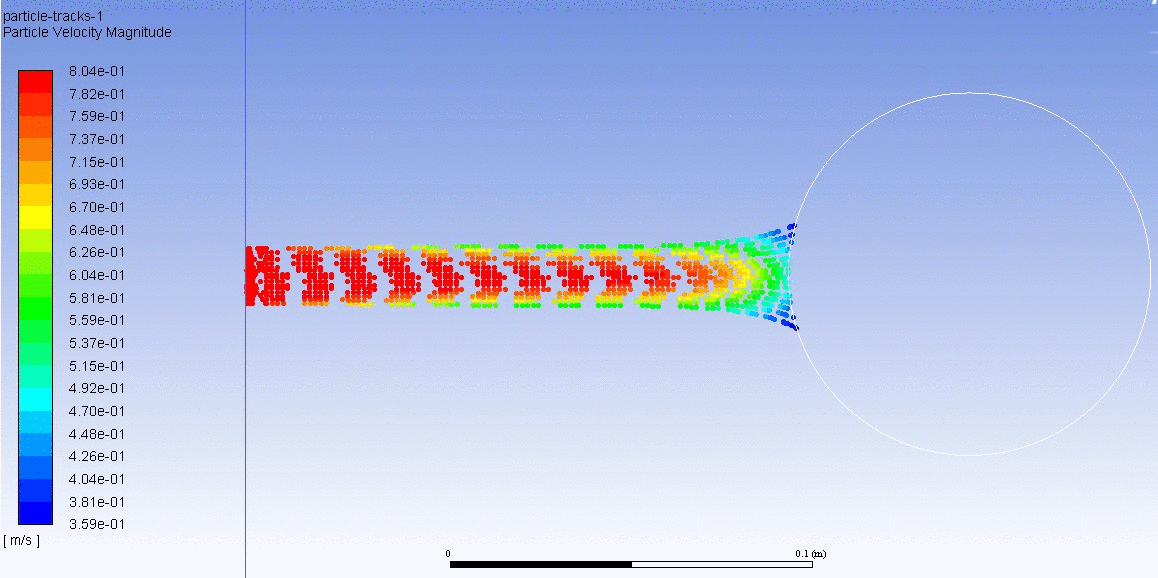 particle-tracks-1
Particle Velocity Magnitude
8.04e-01
7.82e-01
7.59e-01
7.37e-01
7.15e-01
6.93e-01
6.70e-01
6.48e-01
6.26e-01
6.04e-01
5.81e-01
5.59e-01
5.37e-01
5.15e-01
4.92e-01
4.70e-01
4.48e-01
4.26e-01
4.04e-01
3.81e-01
3.59e-01
[ m/s ]
0 0.1 (m)